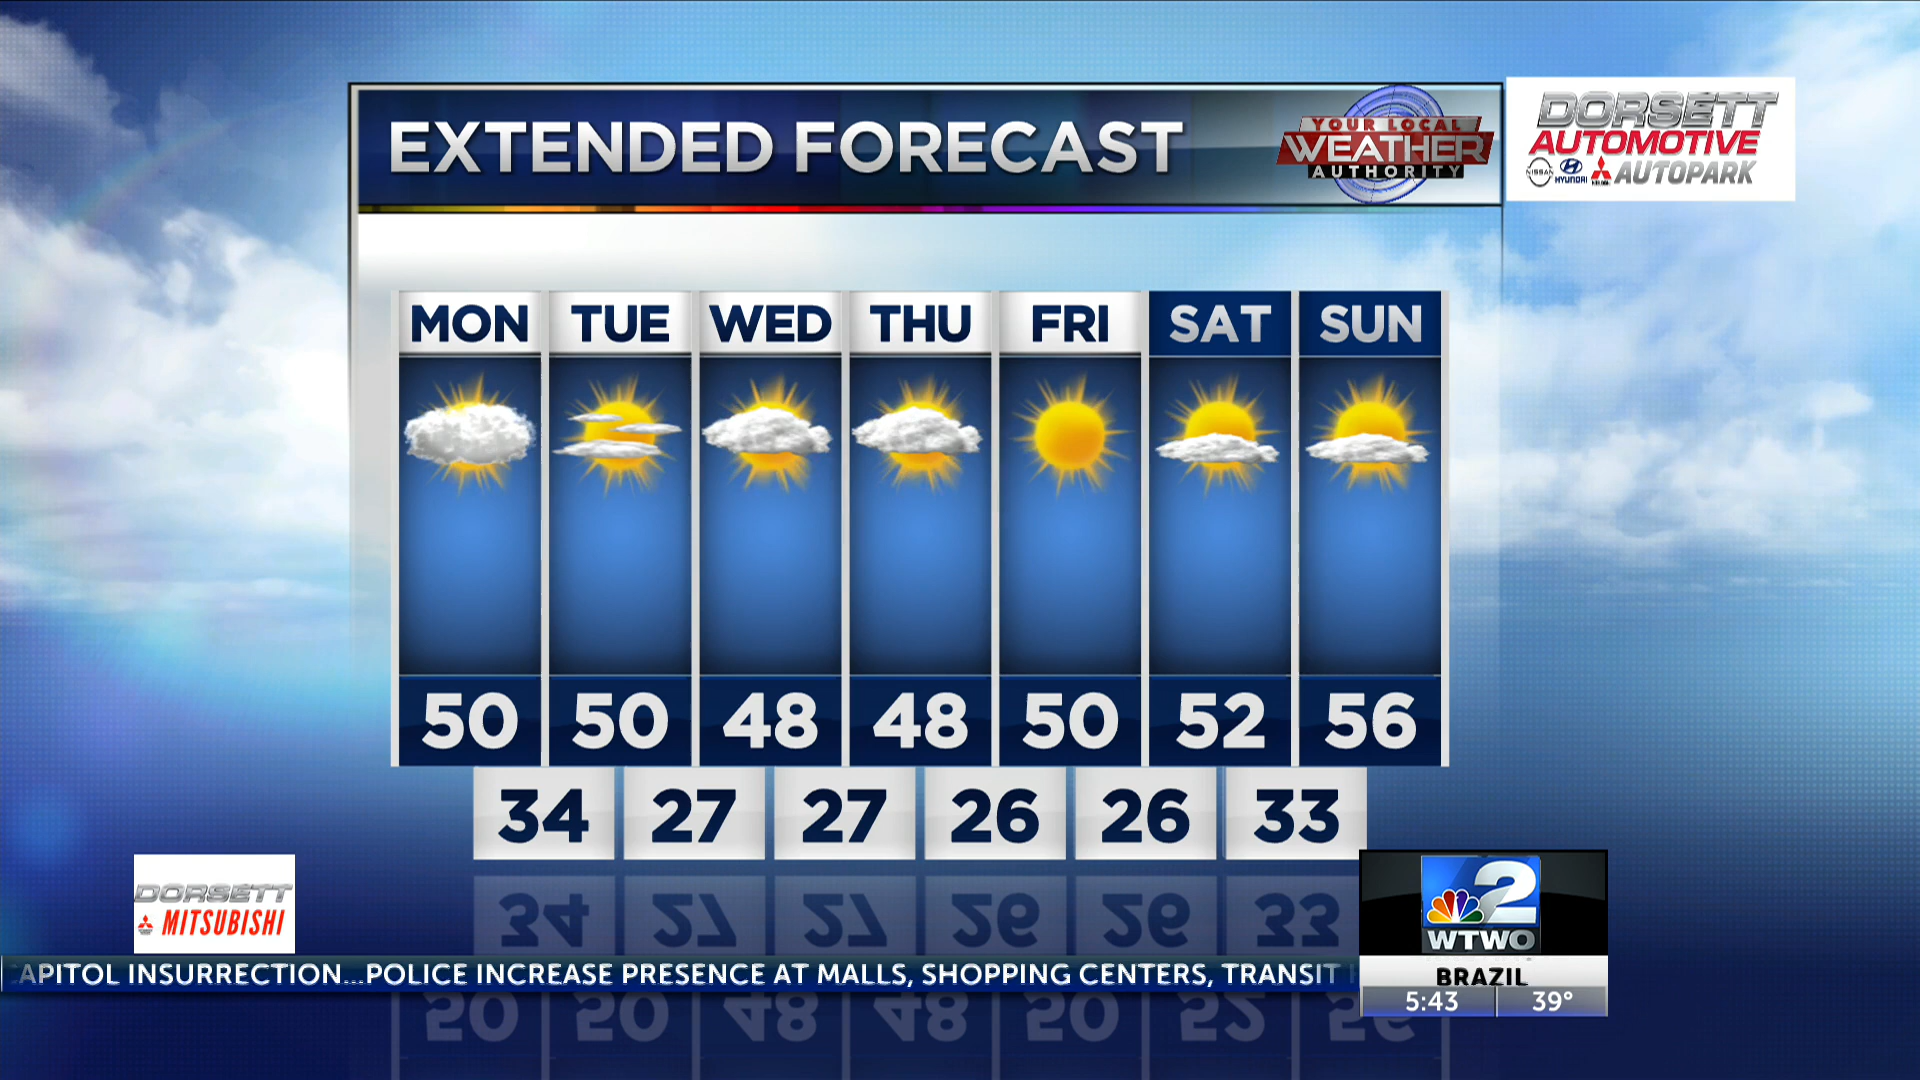 EXTENDED FORECAST
YOUR LOCAL
WEATHER
AUTHORITY
DORSETT
AUTOMOTIVE
NISSAN HYUNDAI AUTOPARK
MON TUE WED THU FRI SAT SUN
50 50 48 48 50 52 56
34 27 27 26 26 33
DORSETT
MITSUBISHI
2
WTWO
APITOL INSURRECTION...POLICE INCREASE PRESENCE AT MALLS, SHOPPING CENTERS, TRANSIT
BRAZIL
5:43 39°